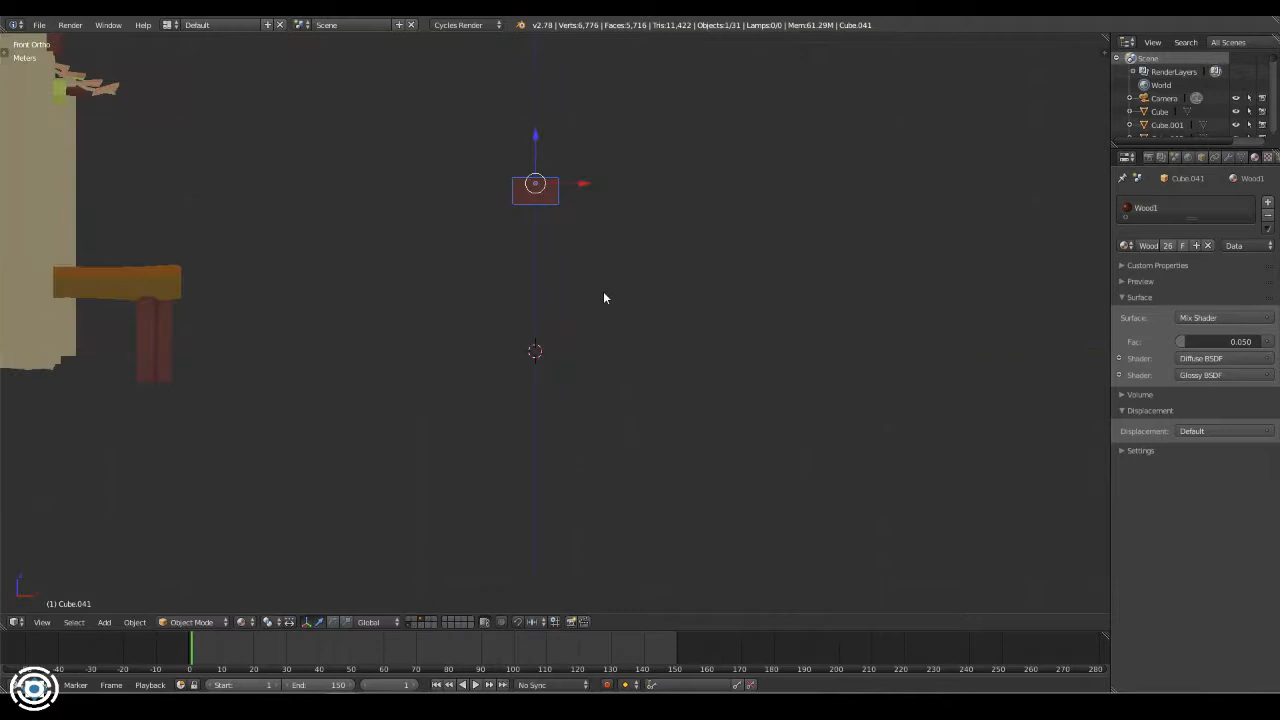 File Render Window Help Default Scene Cycles Render v2.78 | Verts:6,776 | Faces:5,716 | Tris:11,422 | Objects:1/31 | Lamps:0/0 | Mem:61.29M | Cube.041
Front Ortho
Meters
View Search All Scenes
Scene
RenderLayers
World
Camera
Cube
Cube.001
Cube.041 Wood1
Wood1
Wood 26 F Data
Custom Properties
Preview
Surface
Surface: Mix Shader
Fac: 0.050
Shader: Diffuse BSDF
Shader: Glossy BSDF
Volume
Displacement
Displacement: Default
Settings
(1) Cube.041
View Select Add Object Object Mode Global
-40 -30 -20 -10 0 10 20 30 40 50 60 70 80 90 100 110 120 130 140 150 160 170 180 190 200 210 220 230 240 250 260 270 280
Marker Frame Playback Start: 1 End: 150 1 No Sync